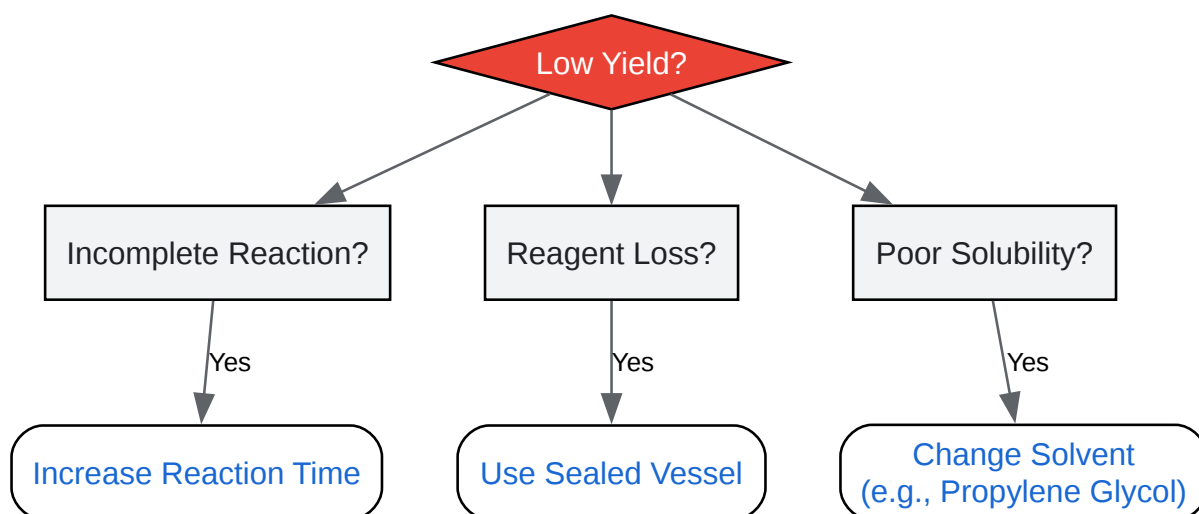 Low Yield?
Incomplete Reaction?
Reagent Loss?
Poor Solubility?
Yes
Yes
Yes
Increase Reaction Time
Use Sealed Vessel
Change Solvent
(e.g., Propylene Glycol)